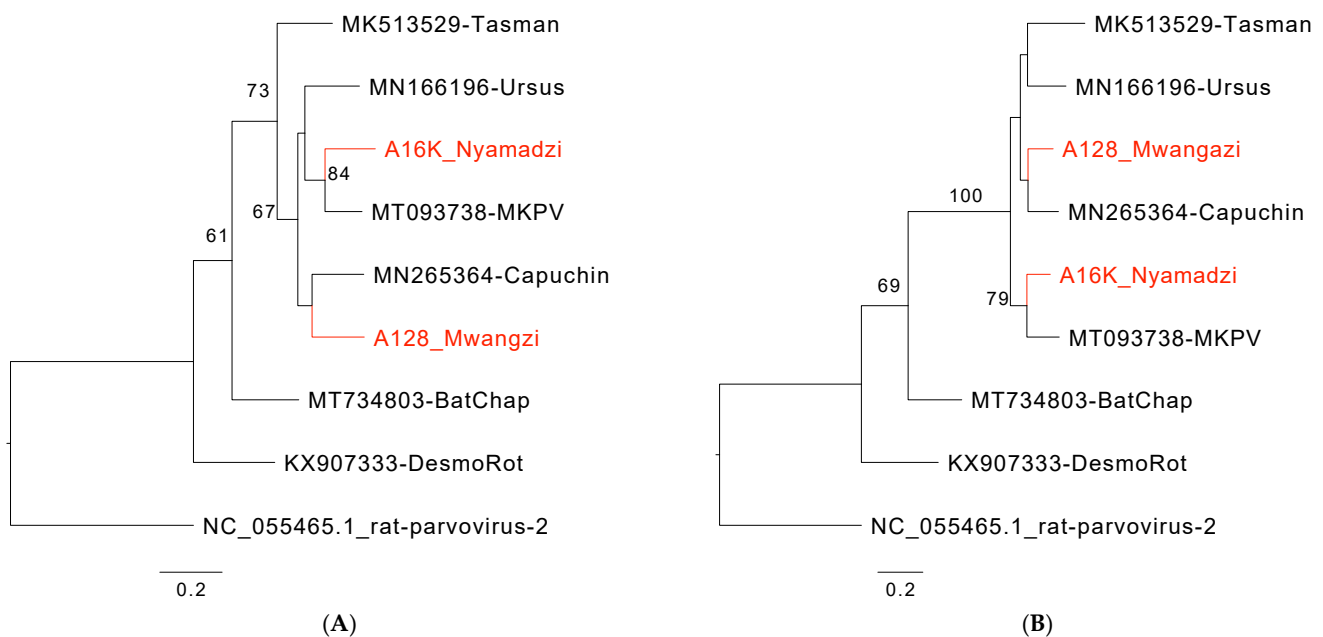 MK513529-Tasman
73
MN166196-Ursus
A16K_Nyamadzi
84
MT093738-MKPV
67
61
MN265364-Capuchin
A128_Mwangzi
MT734803-BatChap
KX907333-DesmoRot
NC_055465.1_rat-parvovirus-2
0.2
(A)
MK513529-Tasman
MN166196-Ursus
A128_Mwangazi
100
MN265364-Capuchin
A16K_Nyamadzi
69
79
MT093738-MKPV
MT734803-BatChap
KX907333-DesmoRot
NC_055465.1_rat-parvovirus-2
0.2
(B)